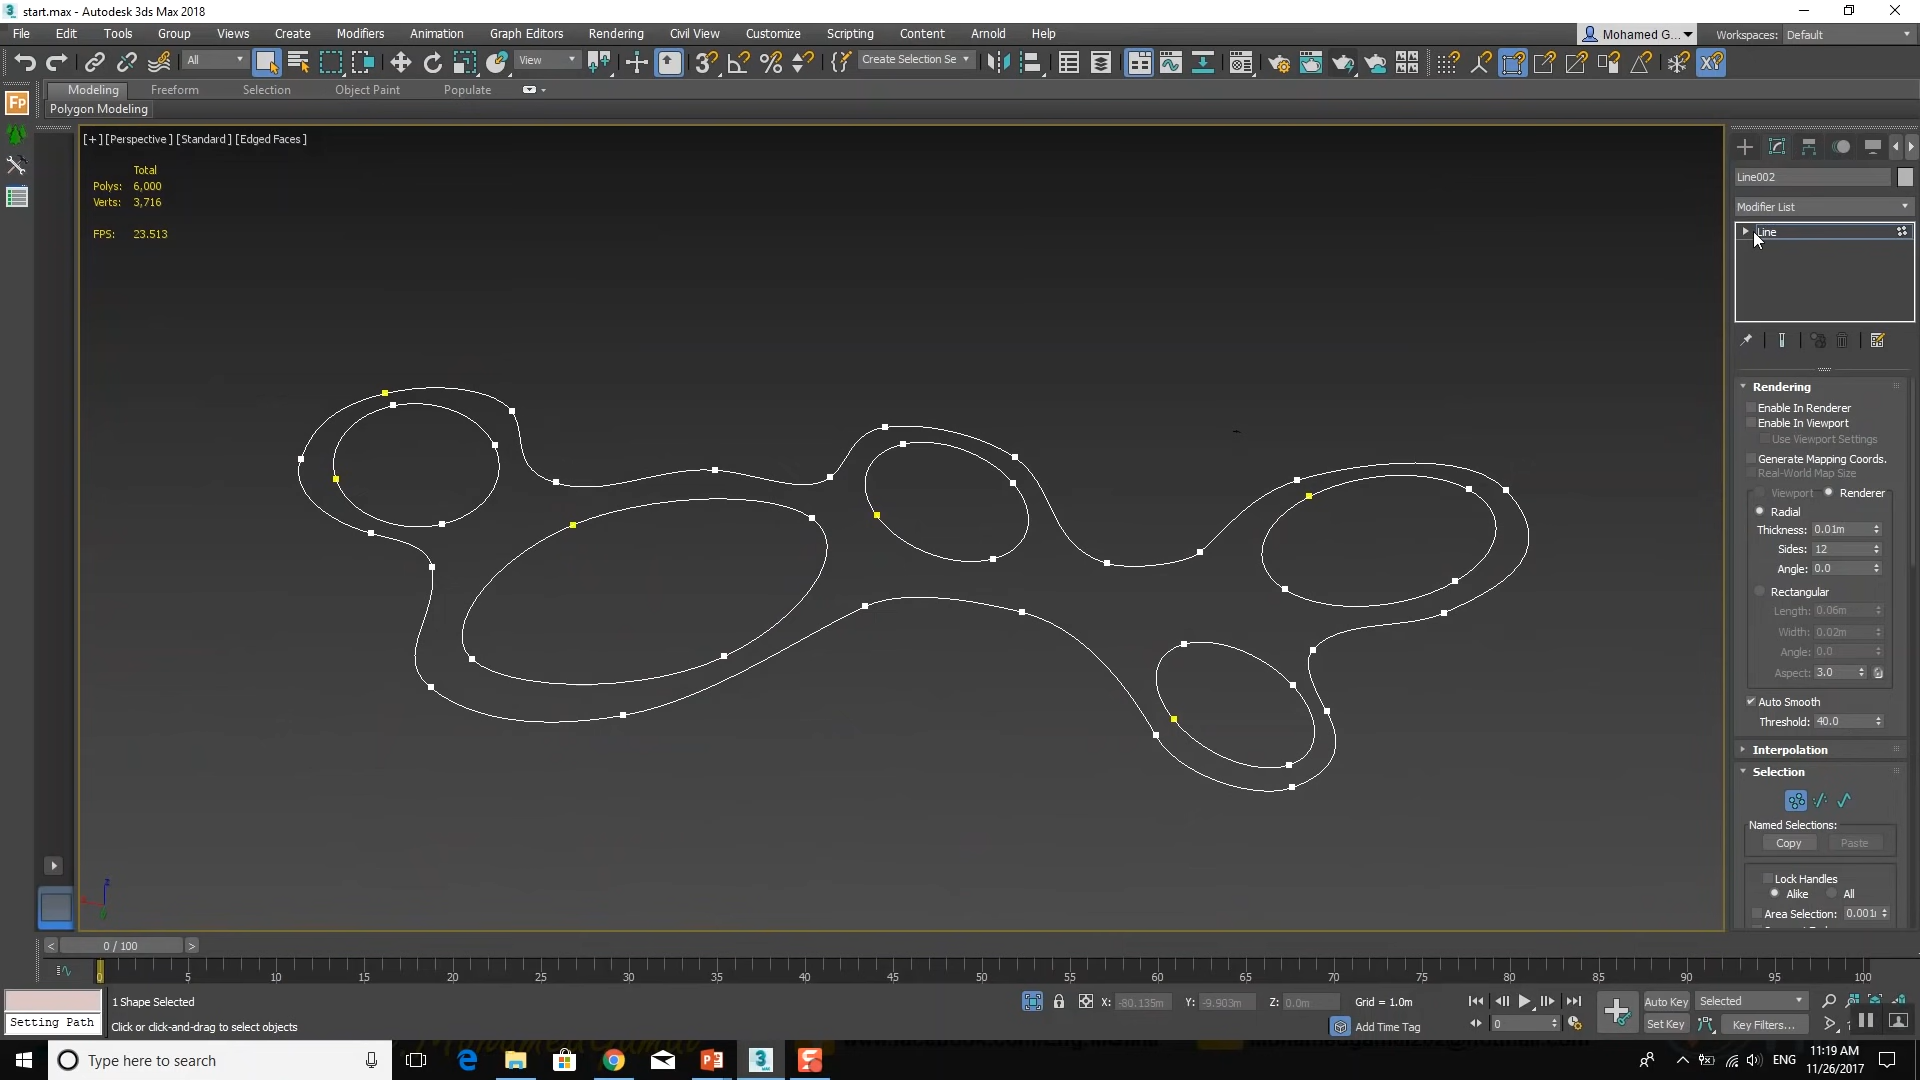 start.max - Autodesk 3ds Max 2018
File Edit Tools Group Views Create Modifiers Animation Graph Editors Rendering Civil View Customize Scripting Content Arnold Help
Mohamed G... Workspaces: Default
All View Create Selection Se
Modeling Freeform Selection Object Paint Populate
Polygon Modeling
[+] [Perspective] [Standard] [Edged Faces]
Total
Polys: 6,000
Verts: 3,716
FPS: 23.513
Line002
Modifier List
Line
Rendering
Enable In Renderer
Enable In Viewport
Use Viewport Settings
Generate Mapping Coords.
Real-World Map Size
Viewport Renderer
Radial
Thickness: 0.01m
Sides: 12
Angle: 0.0
Rectangular
Length: 0.06m
Width: 0.02m
Angle: 0.0
Aspect: 3.0
Auto Smooth
Threshold: 40.0
Interpolation
Selection
Named Selections:
Copy Paste
Lock Handles
Alike All
Area Selection:
z
0 / 100
0 5 10 15 20 25 30 35 40 45 50 55 60 65 70 75 80 85 90 95 100
1 Shape Selected
X: -80.135m Y: -9.903m Z: 0.0m Grid = 1.0m
Auto Key Selected
Setting Path
Click or click-and-drag to select objects
Add Time Tag
0
Set Key Key Filters...
Type here to search
ENG
11:19 AM
11/26/2017